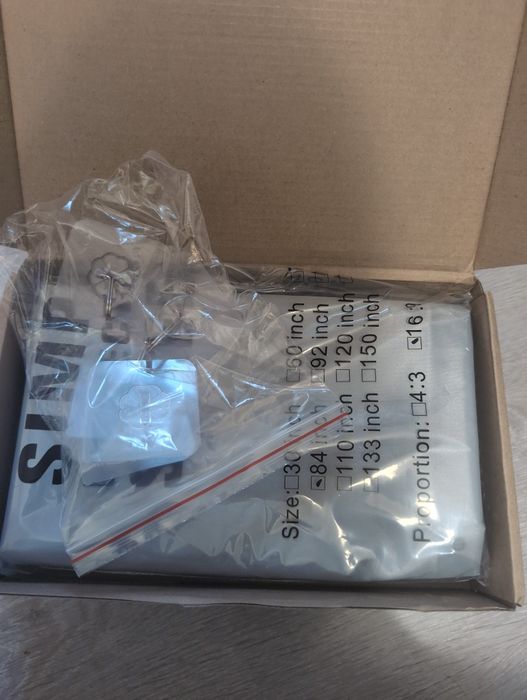 SIMP
Size:□30 inch □60 inch
☑84 inch □92 inch
□110 inch □120 inch
□133 inch □150 inch
Proportion: □4:3 ☑16: